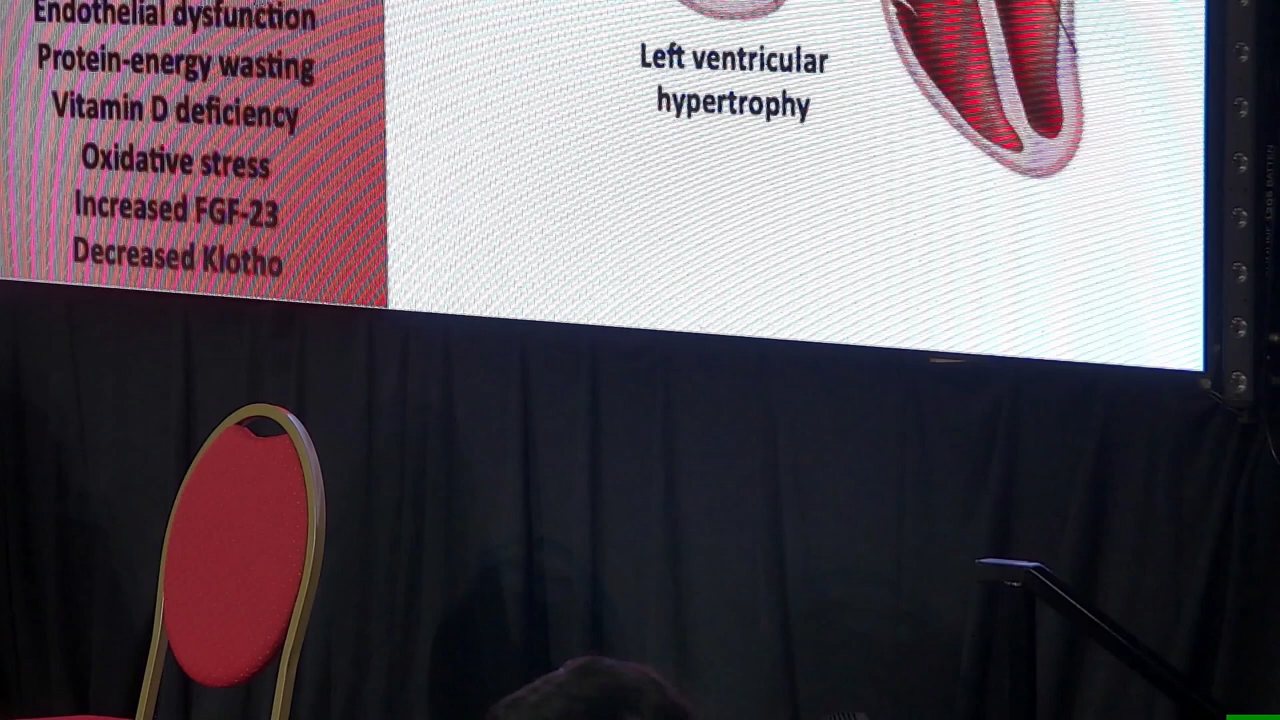 Endothelial dysfunction
Protein-energy wasting
Vitamin D deficiency
Oxidative stress
Increased FGF-23
Decreased Klotho
Left ventricular
hypertrophy